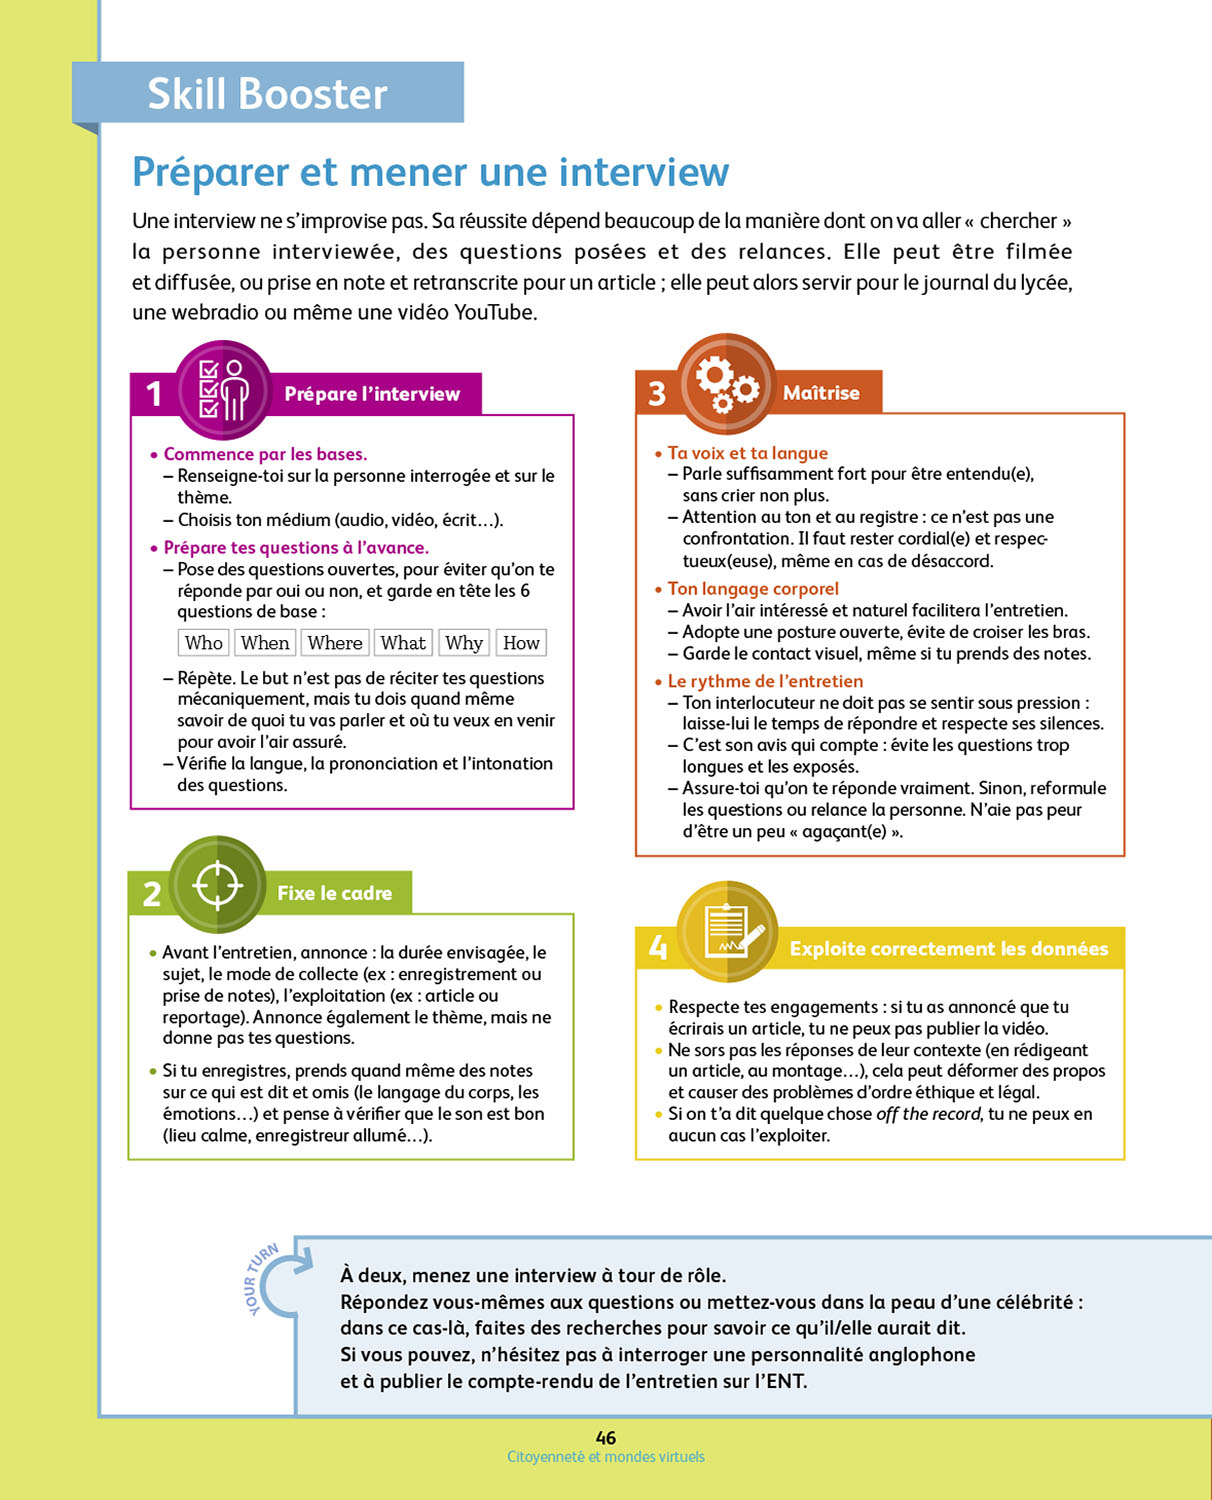 Skill Booster
Préparer et mener une interview
Une interview ne s'improvise pas. Sa réussite dépend beaucoup de la manière dont on va aller « chercher »
la personne interviewée, des questions posées et des relances. Elle peut être filmée
et diffusée, ou prise en note et retranscrite pour un article ; elle peut alors servir pour le journal du lycée,
une webradio ou même une vidéo YouTube.
1 Prépare l'interview
• Commence par les bases.
– Renseigne-toi sur la personne interrogée et sur le
thème.
– Choisis ton médium (audio, vidéo, écrit…).
• Prépare tes questions à l'avance.
– Pose des questions ouvertes, pour éviter qu'on te
réponde par oui ou non, et garde en tête les 6
questions de base :
Who When Where What Why How
– Répète. Le but n'est pas de réciter tes questions
mécaniquement, mais tu dois quand même
savoir de quoi tu vas parler et où tu veux en venir
pour avoir l'air assuré.
– Vérifie la langue, la prononciation et l'intonation
des questions.
2 Fixe le cadre
• Avant l'entretien, annonce : la durée envisagée, le
sujet, le mode de collecte (ex : enregistrement ou
prise de notes), l'exploitation (ex : article ou
reportage). Annonce également le thème, mais ne
donne pas tes questions.
• Si tu enregistres, prends quand même des notes
sur ce qui est dit et omis (le langage du corps, les
émotions…) et pense à vérifier que le son est bon
(lieu calme, enregistreur allumé…).
3 Maîtrise
• Ta voix et ta langue
– Parle suffisamment fort pour être entendu(e),
sans crier non plus.
– Attention au ton et au registre : ce n'est pas une
confrontation. Il faut rester cordial(e) et respec-
tueux(euse), même en cas de désaccord.
• Ton langage corporel
– Avoir l'air intéressé et naturel facilitera l'entretien.
– Adopte une posture ouverte, évite de croiser les bras.
– Garde le contact visuel, même si tu prends des notes.
• Le rythme de l'entretien
– Ton interlocuteur ne doit pas se sentir sous pression :
laisse-lui le temps de répondre et respecte ses silences.
– C'est son avis qui compte : évite les questions trop
longues et les exposés.
– Assure-toi qu'on te réponde vraiment. Sinon, reformule
les questions ou relance la personne. N'aie pas peur
d'être un peu « agaçant(e) ».
4 Exploite correctement les données
• Respecte tes engagements : si tu as annoncé que tu
écrirais un article, tu ne peux pas publier la vidéo.
• Ne sors pas les réponses de leur contexte (en rédigeant
un article, au montage…), cela peut déformer des propos
et causer des problèmes d'ordre éthique et légal.
• Si on t'a dit quelque chose off the record, tu ne peux en
aucun cas l'exploiter.
YOUR TURN
À deux, menez une interview à tour de rôle.
Répondez vous-mêmes aux questions ou mettez-vous dans la peau d'une célébrité :
dans ce cas-là, faites des recherches pour savoir ce qu'il/elle aurait dit.
Si vous pouvez, n'hésitez pas à interroger une personnalité anglophone
et à publier le compte-rendu de l'entretien sur l'ENT.
46
Citoyenneté et mondes virtuels